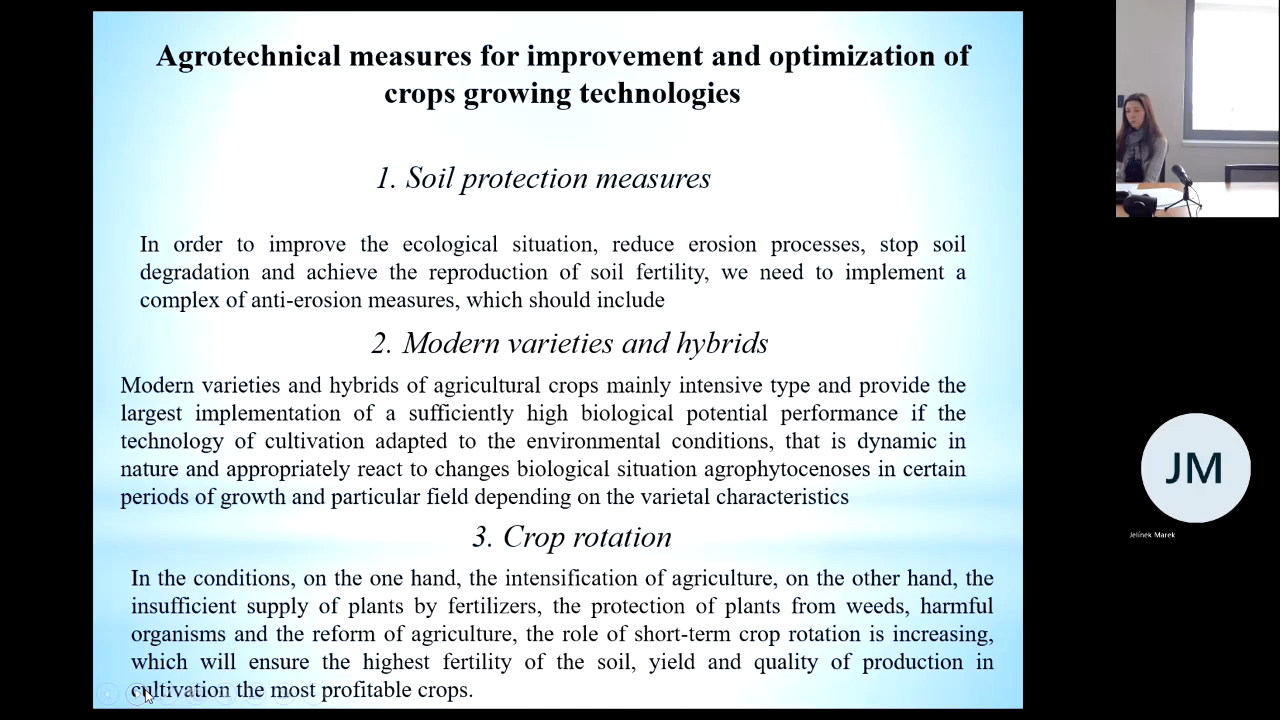 Agrotechnical measures for improvement and optimization of
crops growing technologies
1. Soil protection measures
In order to improve the ecological situation, reduce erosion processes, stop soil
degradation and achieve the reproduction of soil fertility, we need to implement a
complex of anti-erosion measures, which should include
2. Modern varieties and hybrids
Modern varieties and hybrids of agricultural crops mainly intensive type and provide the
largest implementation of a sufficiently high biological potential performance if the
technology of cultivation adapted to the environmental conditions, that is dynamic in
nature and appropriately react to changes biological situation agrophytocenoses in certain
periods of growth and particular field depending on the varietal characteristics
3. Crop rotation
In the conditions, on the one hand, the intensification of agriculture, on the other hand, the
insufficient supply of plants by fertilizers, the protection of plants from weeds, harmful
organisms and the reform of agriculture, the role of short-term crop rotation is increasing,
which will ensure the highest fertility of the soil, yield and quality of production in
cultivation the most profitable crops.
JM
Jelínek Marek